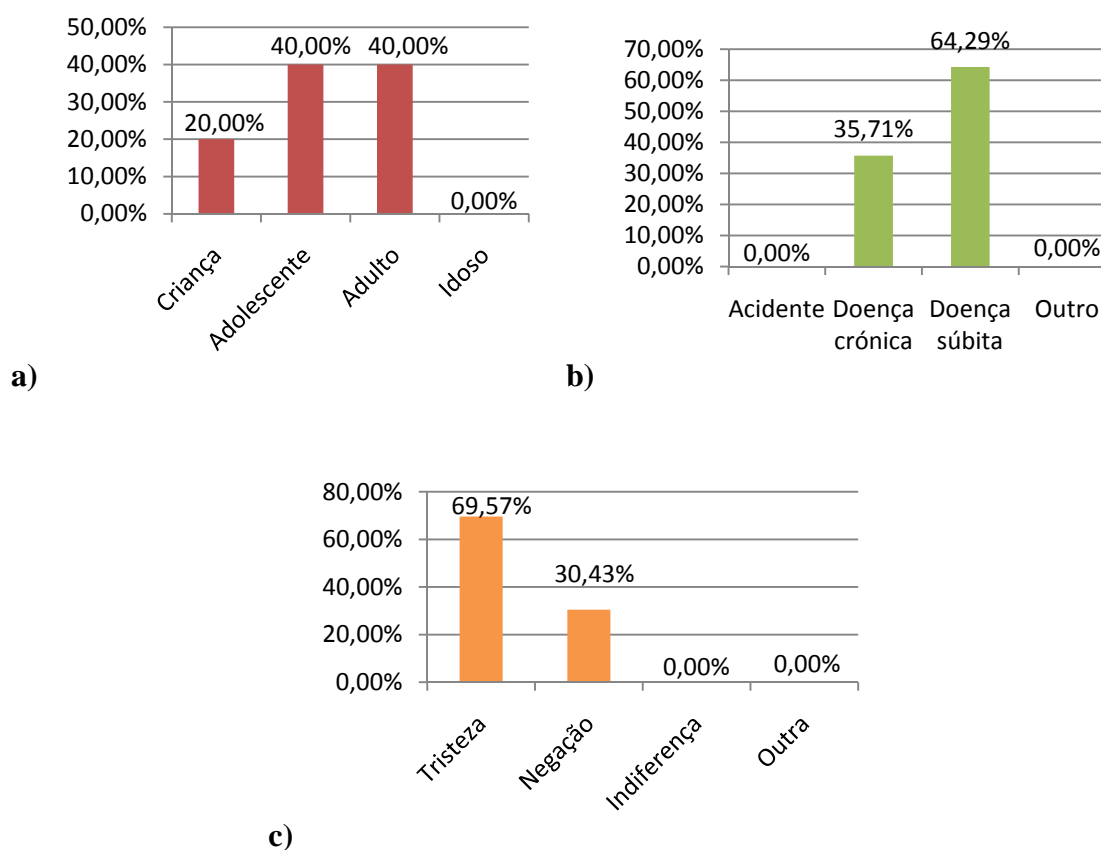 50,00%
40,00%
30,00%
20,00%
10,00%
0,00%
20,00%
40,00%
40,00%
0,00%
Criança
Adolescente
Adulto
Idoso
a)
70,00%
60,00%
50,00%
40,00%
30,00%
20,00%
10,00%
0,00%
0,00%
35,71%
64,29%
0,00%
Acidente
Doença
crónica
Doença
súbita
Outro
b)
80,00%
60,00%
40,00%
20,00%
0,00%
69,57%
30,43%
0,00%
0,00%
Tristeza
Negação
Indiferença
Outra
c)